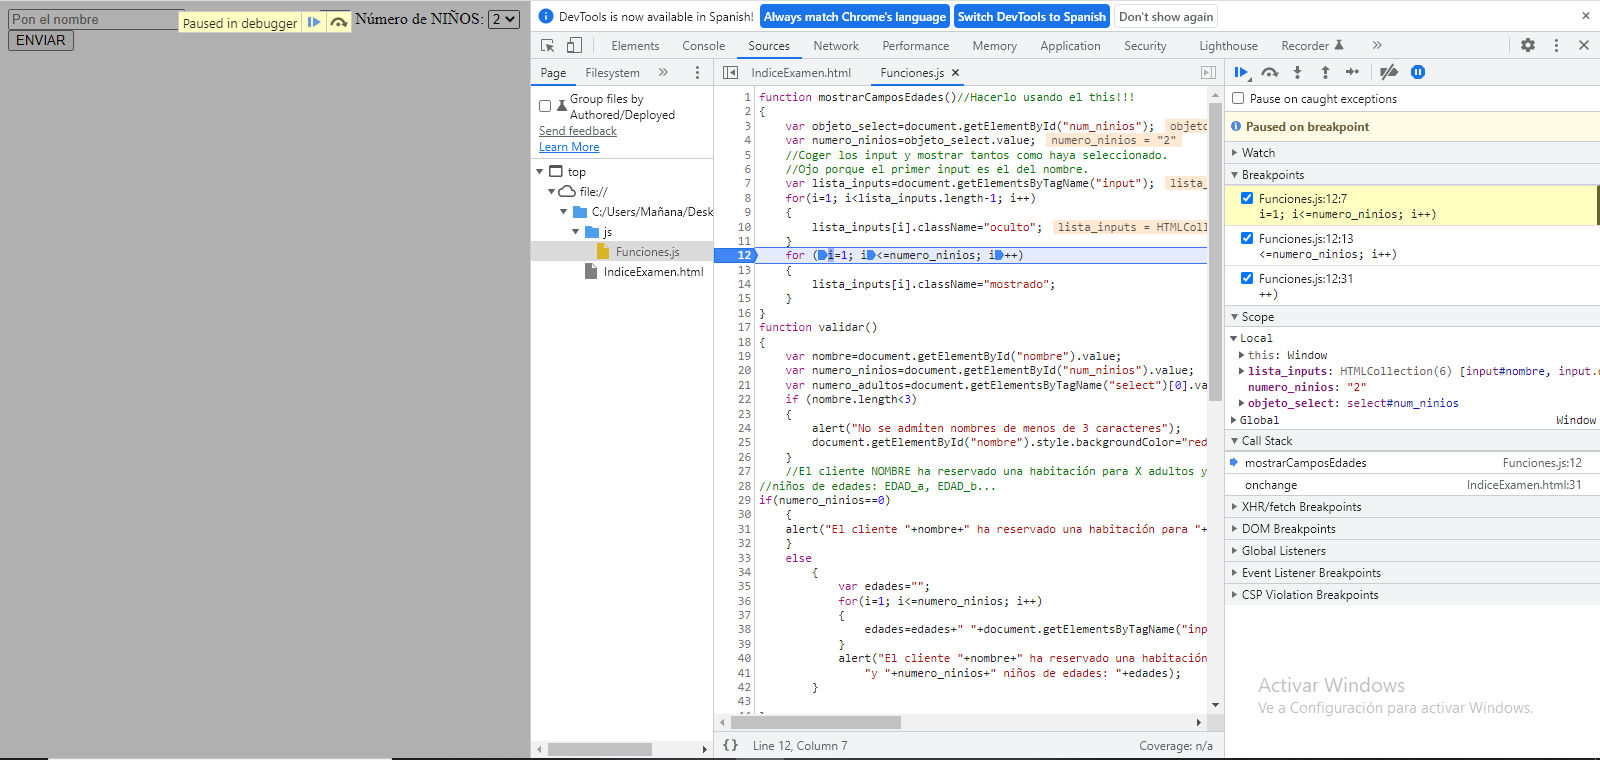 Pon el nombre
Paused in debugger
Número de NIÑOS: 2
ENVIAR
DevTools is now available in Spanish!
Always match Chrome's language
Switch DevTools to Spanish
Don't show again
Elements
Console
Sources
Network
Performance
Memory
Application
Security
Lighthouse
Recorder
Page
Filesystem
Group files by
Authored/Deployed
Send feedback
Learn More
top
file://
C:/Users/Mañana/Desk
js
Funciones.js
IndiceExamen.html
IndiceExamen.html
Funciones.js
1 function mostrarCamposEdades()//Hacerlo usando el this!!!
2 {
3 var objeto_select=document.getElementById("num_ninios"); objeto
4 var numero_ninios=objeto_select.value; numero_ninios = "2"
5 //Coger los input y mostrar tantos como haya seleccionado.
6 //Ojo porque el primer input es el del nombre.
7 var lista_inputs=document.getElementsByTagName("input"); lista_
8 for(i=1; i<lista_inputs.length-1; i++)
9 {
10 lista_inputs[i].className="oculto"; lista_inputs = HTMLColl
11 }
12 for (i=1; i<=numero_ninios; i++)
13 {
14 lista_inputs[i].className="mostrado";
15 }
16 }
17 function validar()
18 {
19 var nombre=document.getElementById("nombre").value;
20 var numero_ninios=document.getElementById("num_ninios").value;
21 var numero_adultos=document.getElementsByTagName("select")[0].va
22 if (nombre.length<3)
23 {
24 alert("No se admiten nombres de menos de 3 caracteres");
25 document.getElementById("nombre").style.backgroundColor="red
26 }
27 //El cliente NOMBRE ha reservado una habitación para X adultos y
28 //niños de edades: EDAD_a, EDAD_b...
29 if(numero_ninios==0)
30 {
31 alert("El cliente "+nombre+" ha reservado una habitación para "+
32 }
33 else
34 {
35 var edades="";
36 for(i=1; i<=numero_ninios; i++)
37 {
38 edades=edades+" "+document.getElementsByTagName("inp
39 }
40 alert("El cliente "+nombre+" ha reservado una habitación
41 "y "+numero_ninios+" niños de edades: "+edades);
42 }
43
{} Line 12, Column 7
Coverage: n/a
Pause on caught exceptions
Paused on breakpoint
Watch
Breakpoints
Funciones.js:12:7
i=1; i<=numero_ninios; i++)
Funciones.js:12:13
<=numero_ninios; i++)
Funciones.js:12:31
++)
Scope
Local
this: Window
lista_inputs: HTMLCollection(6) [input#nombre, input.
numero_ninios: "2"
objeto_select: select#num_ninios
Global Window
Call Stack
mostrarCamposEdades Funciones.js:12
onchange IndiceExamen.html:31
XHR/fetch Breakpoints
DOM Breakpoints
Global Listeners
Event Listener Breakpoints
CSP Violation Breakpoints
Activar Windows
Ve a Configuración para activar Windows.